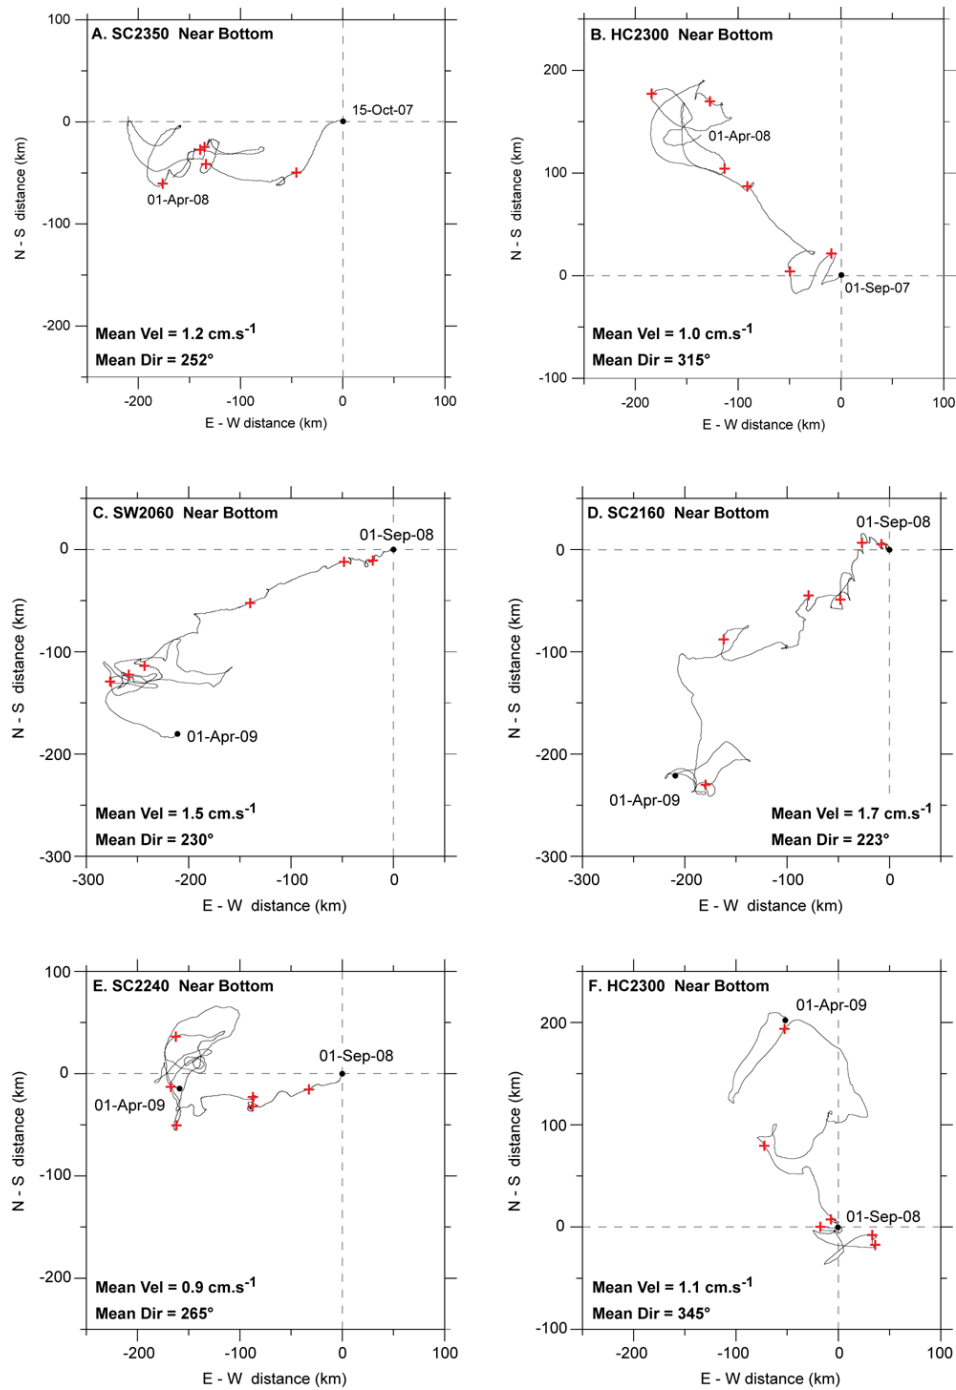 A. SC2350 Near Bottom
100
0
-100
-200
N - S distance (km)
15-Oct-07
01-Apr-08
Mean Vel = 1.2 cm.s-1
Mean Dir = 252°
-200 -100 0 100
E - W distance (km)
B. HC2300 Near Bottom
200
100
0
-100
N - S distance (km)
01-Apr-08
01-Sep-07
Mean Vel = 1.0 cm.s-1
Mean Dir = 315°
-200 -100 0 100
E - W distance (km)
C. SW2060 Near Bottom
0
-100
-200
-300
N - S distance (km)
01-Sep-08
01-Apr-09
Mean Vel = 1.5 cm.s-1
Mean Dir = 230°
-300 -200 -100 0
E - W distance (km)
D. SC2160 Near Bottom
0
-100
-200
-300
N - S distance (km)
01-Sep-08
01-Apr-09
Mean Vel = 1.7 cm.s-1
Mean Dir = 223°
-300 -200 -100 0
E - W distance (km)
E. SC2240 Near Bottom
100
0
-100
-200
N - S distance (km)
01-Sep-08
01-Apr-09
Mean Vel = 0.9 cm.s-1
Mean Dir = 265°
-200 -100 0 100
E - W distance (km)
F. HC2300 Near Bottom
200
100
0
-100
N - S distance (km)
01-Apr-09
01-Sep-08
Mean Vel = 1.1 cm.s-1
Mean Dir = 345°
-200 -100 0 100
E - W distance (km)